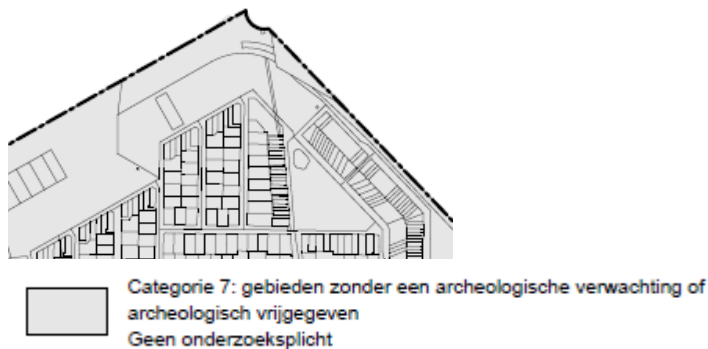 Categorie 7: gebieden zonder een archeologische verwachting of
archeologisch vrijgegeven
Geen onderzoeksplicht